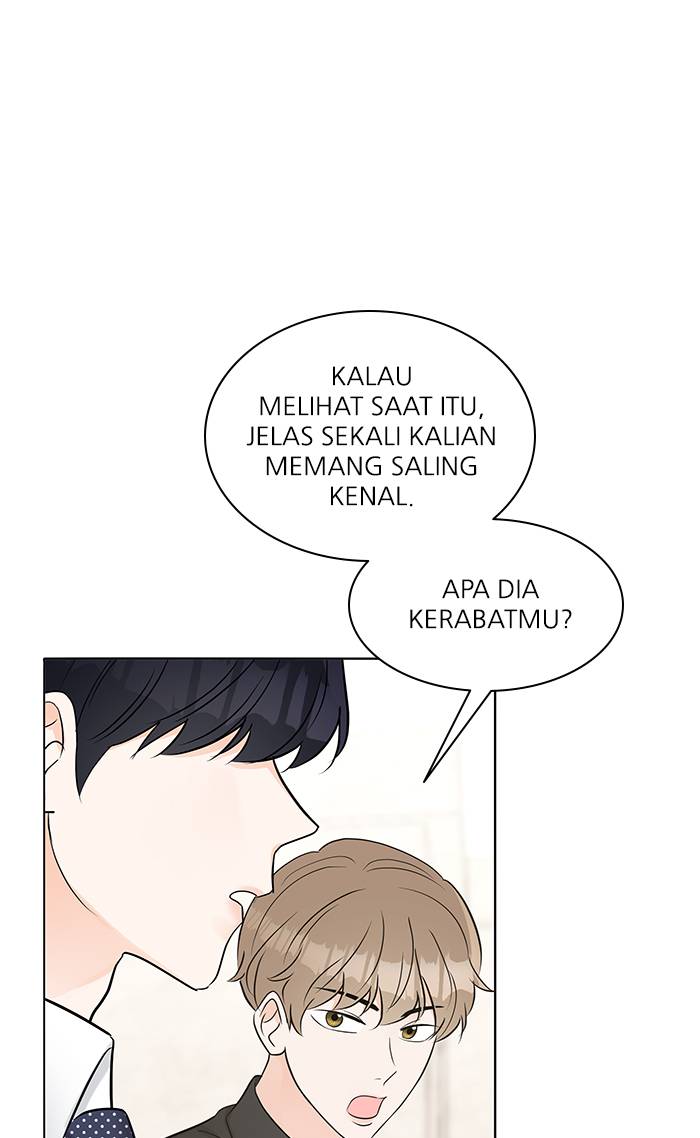 KALAU
MELIHAT SAAT ITU,
JELAS SEKALI KALIAN
MEMANG SALING
KENAL.
APA DIA
KERABATMU?